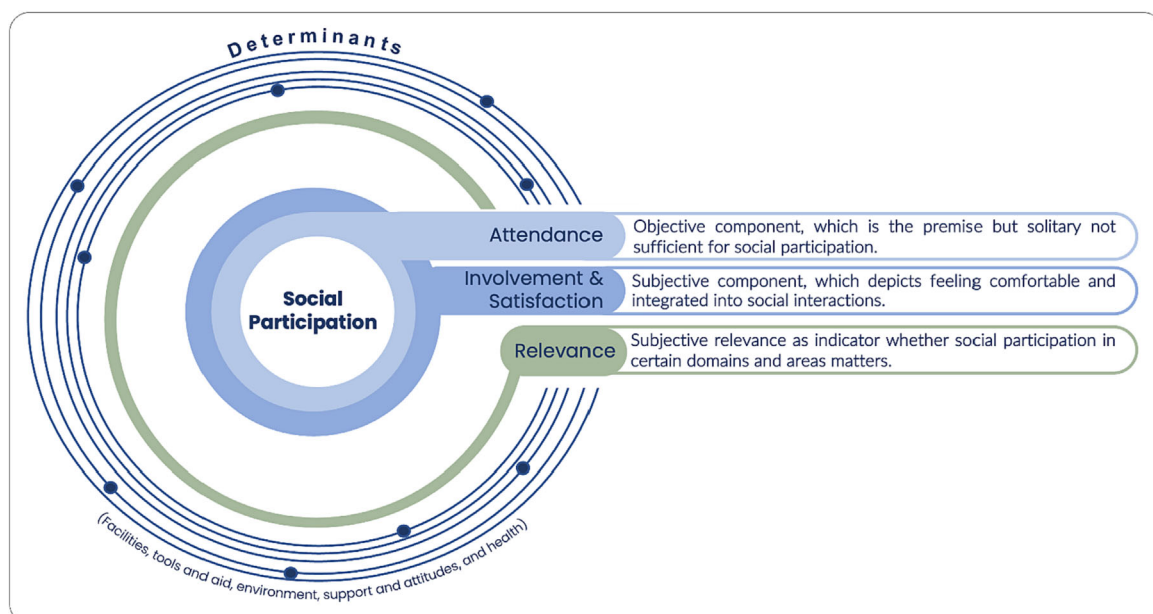 Determinants
Attendance
Objective component, which is the premise but solitary not
sufficient for social participation.
Involvement &
Satisfaction
Subjective component, which depicts feeling comfortable and
integrated into social interactions.
Social
Participation
Relevance
Subjective relevance as indicator whether social participation in
certain domains and areas matters.
(Facilities, tools and aid, environment, support and attitudes, and health)